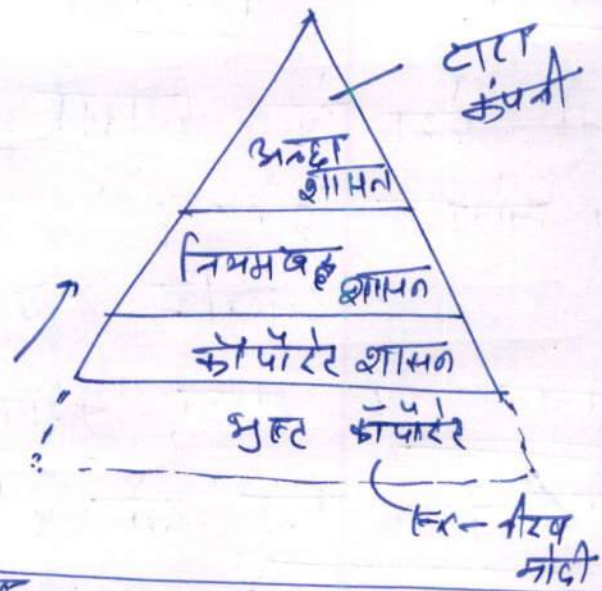 टाटा
कंपनी
अच्छा
शासन
नियमबद्ध शासन
कॉर्पोरेट शासन
भ्रष्ट कॉर्पोरेट
Ex - नीरव
मोदी